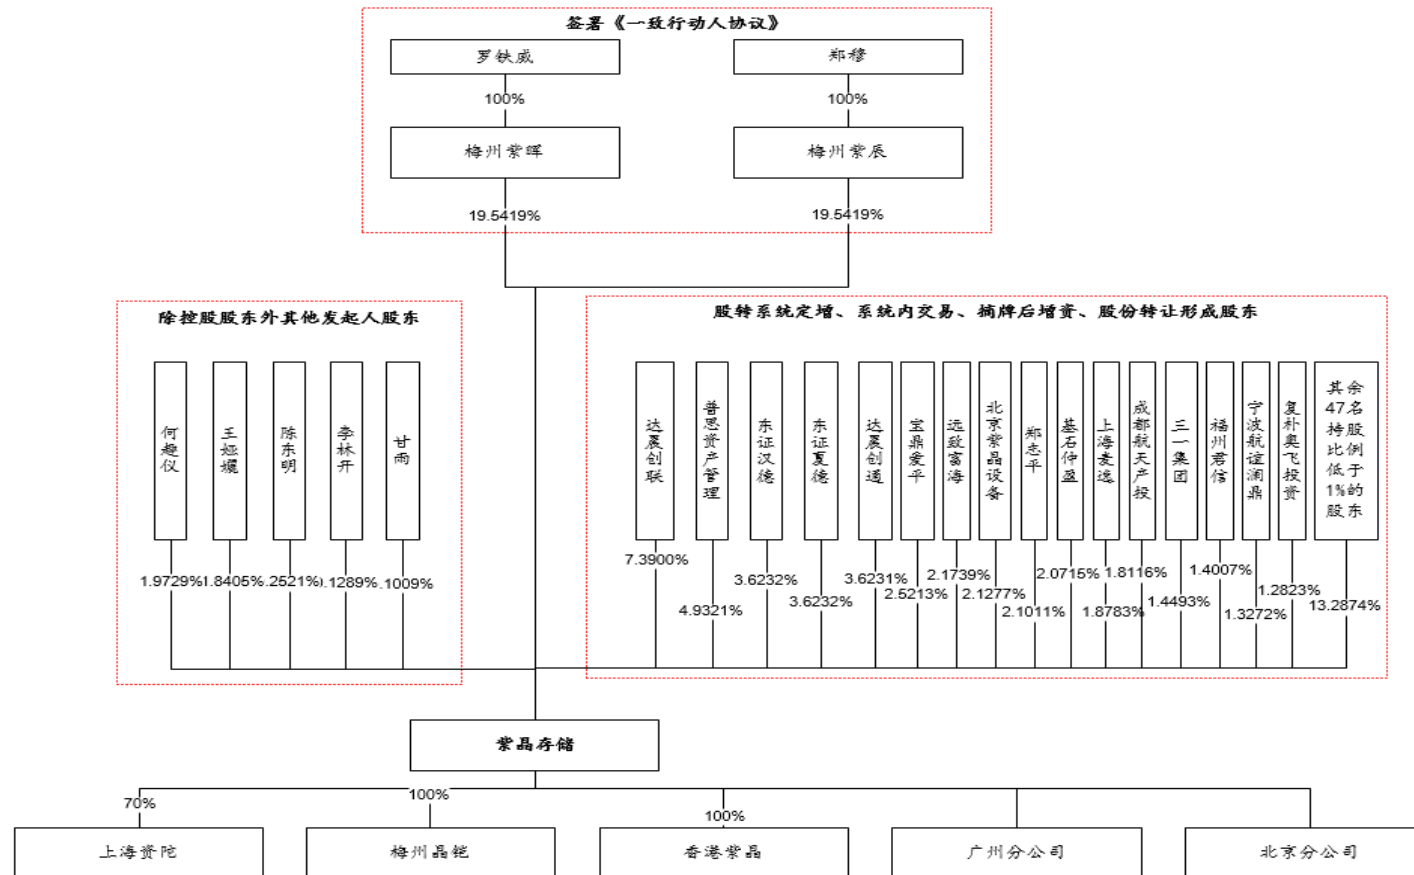 签署《一致行动人协议》
罗铁威
郑穆
100%
100%
梅州紫晖
梅州紫辰
19.5419%
19.5419%
除控股股东外其他发起人股东
股转系统定增、系统内交易、摘牌后增资、股份转让形成股东
何趣仪
王娅孋
陈东明
李林开
甘雨
达晨创联
普思资产管理
东证汉德
东证夏德
达晨创通
宝鼎爱平
远致富海
北京紫晶设备
郑志平
基石仲盈
上海麦逸
成都航天产投
三一集团
福州君信
宁波航谊澜鼎
复朴奥飞投资
其余
47名
持股
比例
低于
1%的
股东
1.9729%
1.8405%
.2521%
).1289%
.1009%
7.3900%
4.9321%
3.6232%
3.6232%
3.6231%
2.5213%
2.1739%
2.1277%
2.1011%
2.0715%
1.8783%
1.8116%
1.4493%
1.4007%
1.3272%
1.2823%
13.2874%
紫晶存储
70%
100%
100%
上海资陀
梅州晶铠
香港紫晶
广州分公司
北京分公司